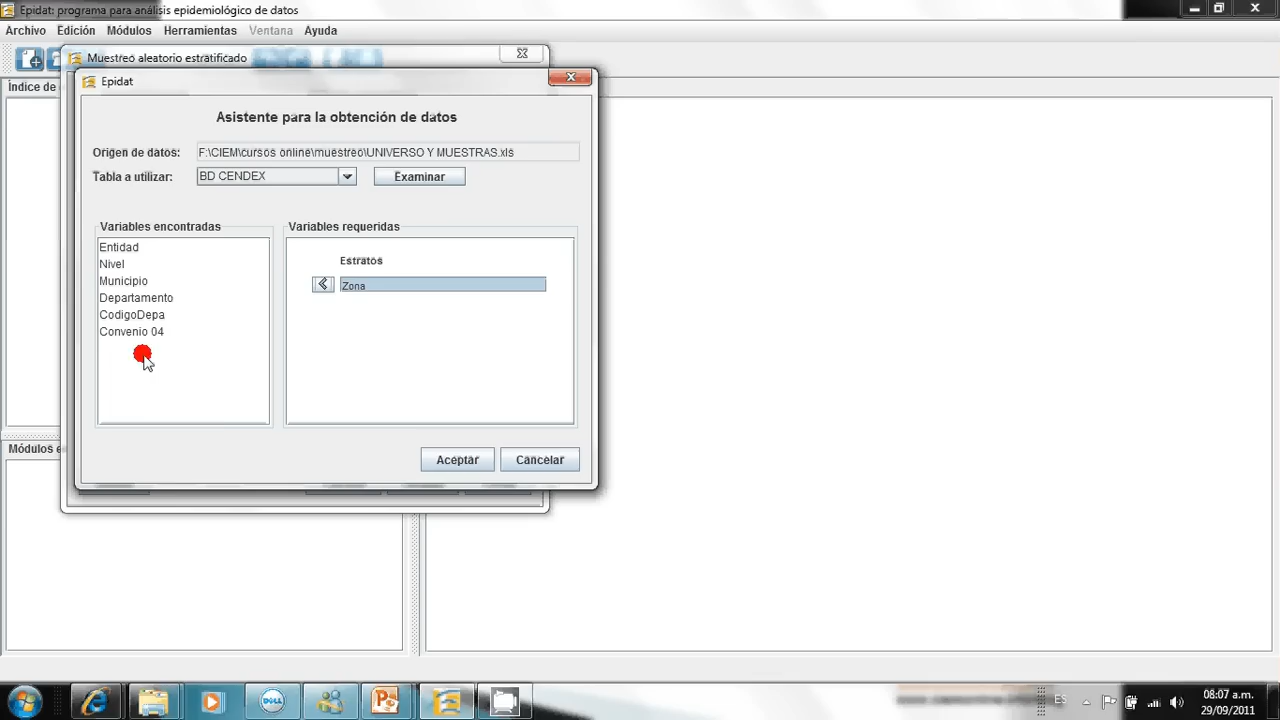 Epidat: programa para análisis epidemiológico de datos
Archivo Edición Módulos Herramientas Ventana Ayuda
Muestreo aleatorio estratificado
Índice de
Epidat
Asistente para la obtención de datos
Origen de datos: F:\CIEM\cursos online\muestreo\UNIVERSO Y MUESTRAS.xls
Tabla a utilizar: BD CENDEX Examinar
Variables encontradas Variables requeridas
Entidad
Nivel
Municipio
Departamento
CodigoDepa
Convenio 04
Estratos
Zona
Módulos e
Aceptar Cancelar
DELL
ES
08:07 a.m.
29/09/2011